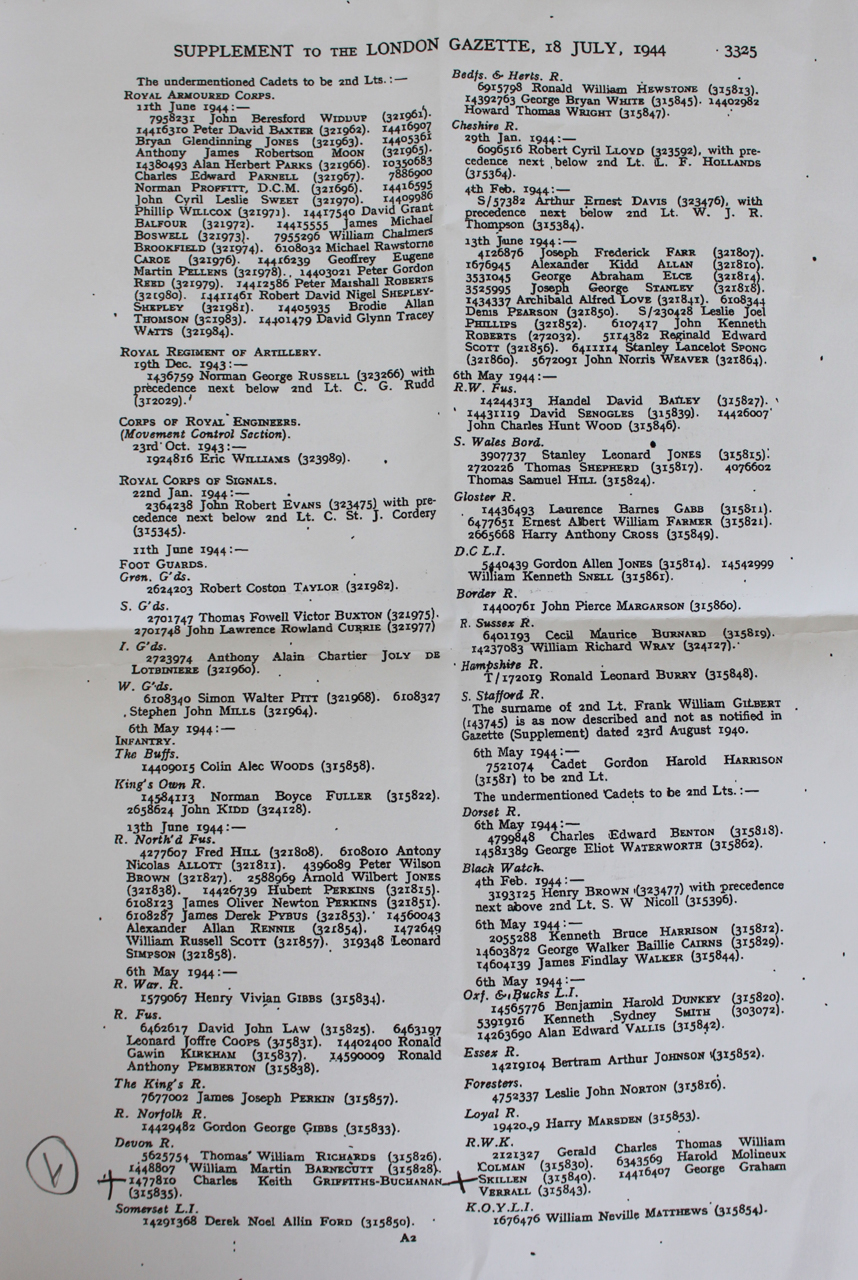 SUPPLEMENT TO THE LONDON GAZETTE, 18 JULY, 1944 3325
The undermentioned Cadets to be 2nd Lts.:—
ROYAL ARMOURED CORPS.
11th June 1944:—
7958231 John Beresford WIDDUP (321961).
14416310 Peter David BAXTER (321962). 14416907
Bryan Glendinning JONES (321963). 14405361
Anthony James Robertson MOON (321965).
14380493 Alan Herbert PARKS (321966). 10350683
Charles Edward PARNELL (321967). 7886900
Norman PROFFITT, D.C.M. (321696). 14416595
John Cyril Leslie SWEET (321970). 14409986
Phillip WILLCOX (321971). 14417540 David Grant
BALFOUR (321972). 14415555 James Michael
BOSWELL (321973). 7955296 William Chalmers
BROOKFIELD (321974). 6108032 Michael Rawstorne
CAROE (321976). 14416239 Geoffrey Eugene
Martin PELLENS (321978). 14403021 Peter Gordon
REED (321979). 14412586 Peter Marshall ROBERTS
(321980). 14411461 Robert David Nigel SHEPLEY-
SHEPLEY (321981). 14405935 Brodie Allan
THOMSON (321983). 14401479 David Glynn Tracey
WATTS (321984).
ROYAL REGIMENT OF ARTILLERY.
19th Dec. 1943:—
1436759 Norman George RUSSELL (323266) with
precedence next below 2nd Lt. C. G. Rudd
(312029).
CORPS OF ROYAL ENGINEERS.
(Movement Control Section).
23rd Oct. 1943:—
1924816 Eric WILLIAMS (323989).
ROYAL CORPS OF SIGNALS.
22nd Jan. 1944:—
2364238 John Robert EVANS (323475) with pre-
cedence next below 2nd Lt. C. St. J. Cordery
(315345).
11th June 1944:—
FOOT GUARDS.
Gren. G'ds.
2624203 Robert Coston TAYLOR (321982).
S. G'ds.
2701747 Thomas Fowell Victor BUXTON (321975).
2701748 John Lawrence Rowland CURRIE (321977)
I. G'ds.
2723974 Anthony Alain Chartier JOLY DE
LOTBINIERE (321960).
W. G'ds.
6108340 Simon Walter PITT (321968). 6108327
Stephen John MILLS (321964).
6th May 1944:—
INFANTRY.
The Buffs.
14409015 Colin Alec WOODS (315858).
King's Own R.
14584113 Norman Boyce FULLER (315822).
2658624 John KIDD (324128).
13th June 1944:—
R. North'd Fus.
4277607 Fred HILL (321808). 6108010 Antony
Nicolas ALLOTT (321811). 4396089 Peter Wilson
BROWN (321827). 2588969 Arnold Wilbert JONES
(321838). 14426739 Hubert PERKINS (321815).
6108123 James Oliver Newton PERKINS (321851).
6108287 James Derek PYBUS (321853). 14560043
Alexander Allan RENNIE (321854). 1472649
William Russell SCOTT (321857). 319348 Leonard
SIMPSON (321858).
6th May 1944:—
R. War. R.
1579067 Henry Vivian GIBBS (315834).
R. Fus.
6462617 David John LAW (315825). 6463197
Leonard Joffre COOPS (315831). 14402400 Ronald
Gawin KIRKHAM (315837). 14590009 Ronald
Anthony PEMBERTON (315838).
The King's R.
7677002 James Joseph PERKIN (315857).
R. Norfolk R.
14429482 Gordon George GIBBS (315833).
Devon R.
5625754 Thomas William RICHARDS (315826).
1448807 William Martin BARNECUTT (315828).
1477810 Charles Keith GRIFFITHS-BUCHANAN
(315835).
Somerset L.I.
14291368 Derek Noel Allin FORD (315850).
A2
Bedfs. & Herts. R.
6915798 Ronald William HEWSTONE (315813).
14392763 George Bryan WHITE (315845). 14402982
Howard Thomas WRIGHT (315847).
Cheshire R.
29th Jan. 1944:—
6096516 Robert Cyril LLOYD (323592), with pre-
cedence next below 2nd Lt. L. F. HOLLANDS
(315364).
4th Feb. 1944:—
S/57382 Arthur Ernest DAVIS (323476), with
precedence next below 2nd Lt. W. J. R.
Thompson (315384).
13th June 1944:—
4126876 Joseph Frederick FARR (321807).
1676945 Alexander Kidd ALLAN (321810).
3531045 George Abraham ELCE (321814).
3525995 Joseph George STANLEY (321818).
1434337 Archibald Alfred LOVE (321841). 6108344
Denis PEARSON (321850). S/230428 Leslie Joel
PHILLIPS (321852). 6107417 John Kenneth
ROBERTS (272032). 5114382 Reginald Edward
SCOTT (321856). 6411114 Stanley Lancelot SPONG
(321860). 5672091 John Norris WEAVER (321864).
6th May 1944:—
R.W. Fus.
14244313 Handel David BAILEY (315827).
14431119 David SENOGLES (315839). 14426007
John Charles Hunt WOOD (315846).
S. Wales Bord.
3907737 Stanley Leonard JONES (315815).
2720226 Thomas SHEPHERD (315817). 4076602
Thomas Samuel HILL (315824).
Gloster R.
14436493 Laurence Barnes GABB (315811).
6477651 Ernest Albert William FARMER (315821).
2665668 Harry Anthony CROSS (315849).
D.C L.I.
5440439 Gordon Allen JONES (315814). 14542999
William Kenneth SNELL (315861).
Border R.
14400761 John Pierce MARGARSON (315860).
R. Sussex R.
6401193 Cecil Maurice BURNARD (315819).
14237083 William Richard WRAY (324127).
Hampshire R.
T/172019 Ronald Leonard BURRY (315848).
S. Stafford R.
The surname of 2nd Lt. Frank William GILBERT
(143745) is as now described and not as notified in
Gazette (Supplement) dated 23rd August 1940.
6th May 1944:—
7521074 Cadet Gordon Harold HARRISON
(31581) to be 2nd Lt.
The undermentioned Cadets to be 2nd Lts.:—
Dorset R.
6th May 1944:—
4799848 Charles Edward BENTON (315818).
14581389 George Eliot WATERWORTH (315862).
Black Watch.
4th Feb. 1944:—
3193125 Henry BROWN (323477) with precedence
next above 2nd Lt. S. W Nicoll (315396).
6th May 1944:—
2055288 Kenneth Bruce HARRISON (315812).
14603872 George Walker Baillie CAIRNS (315829).
14604139 James Findlay WALKER (315844).
6th May 1944:—
Oxf. & Bucks L.I.
14565776 Benjamin Harold DUNKEY (315820).
5391916 Kenneth Sydney SMITH (303072).
14263690 Alan Edward VALLIS (315842).
Essex R.
14219104 Bertram Arthur JOHNSON (315852).
Foresters.
4752337 Leslie John NORTON (315816).
Loyal R.
Harry MARSDEN (315853).
R.W.K.
2121327 Gerald Charles Thomas William
COLMAN (315830). 6343569 Harold Molineux
SKILLEN (315840). 14416407 George Graham
VERRALL (315843).
K.O.Y.L.I.
1676476 William Neville MATTHEWS (315854).